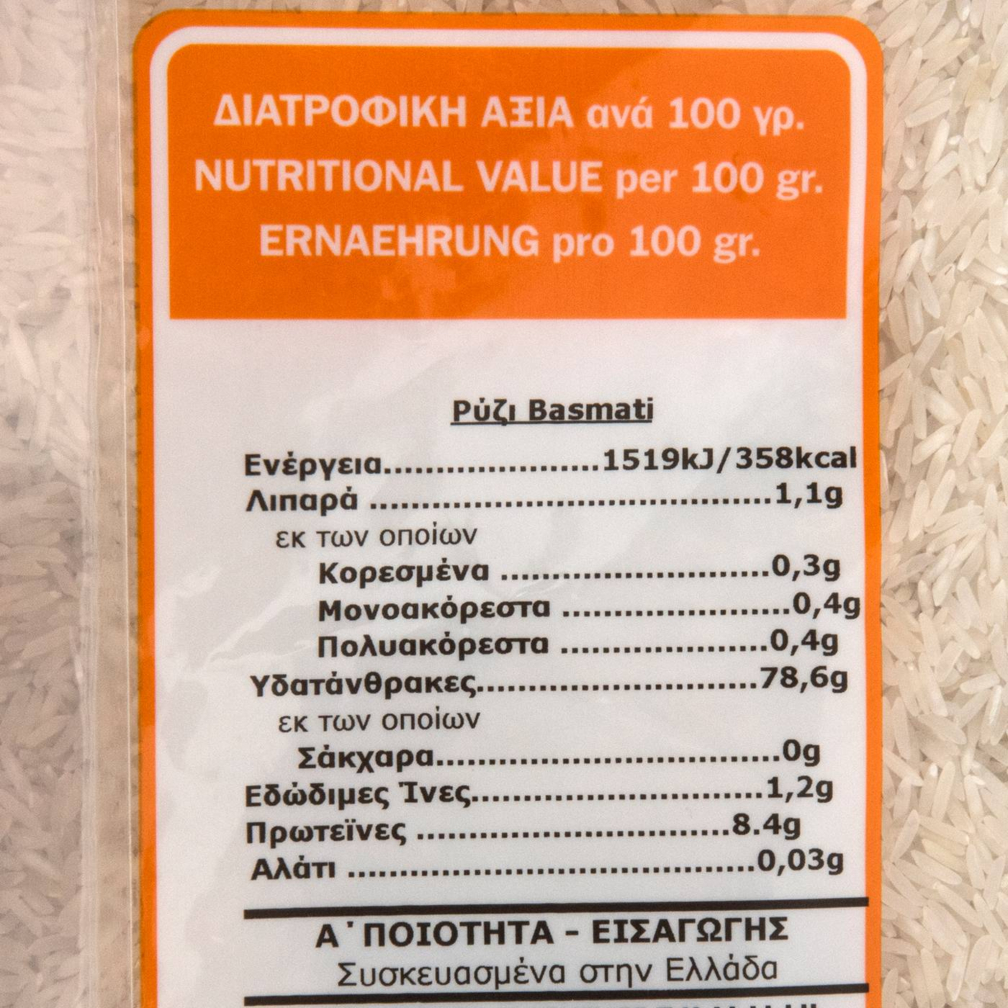 ΔΙΑΤΡΟΦΙΚΗ ΑΞΙΑ ανά 100 γρ.
NUTRITIONAL VALUE per 100 gr.
ERNAEHRUNG pro 100 gr.
Ρύζι Basmati
Ενέργεια.....................1519kJ/358kcal
Λιπαρά .......................................1,1g
εκ των οποίων
Κορεσμένα ..........................0,3g
Μονοακόρεστα ......................0,4g
Πολυακόρεστα ....................0,4g
Υδατάνθρακες...........................78,6g
εκ των οποίων
Σάκχαρα..................................0g
Εδώδιμες Ίνες............................1,2g
Πρωτεϊνες ..............................8.4g
Αλάτι .......................................0,03g
Α΄ ΠΟΙΟΤΗΤΑ - ΕΙΣΑΓΩΓΗΣ
Συσκευασμένα στην Ελλάδα